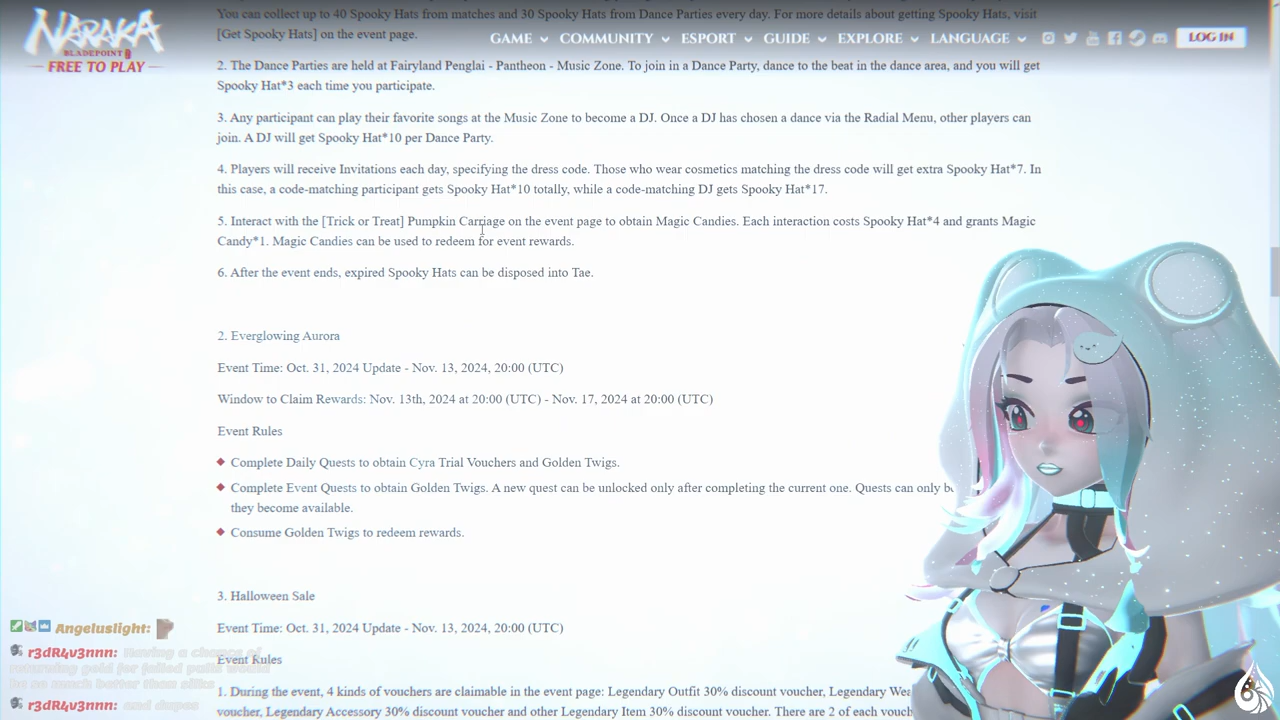 You can collect up to 40 Spooky Hats from matches and 30 Spooky Hats from Dance Parties every day. For more details about getting Spooky Hats, visit
[Get Spooky Hats] on the event page.
NARAKA
BLADEPOINT
FREE TO PLAY
GAME COMMUNITY ESPORT GUIDE EXPLORE LANGUAGE LOG IN
2. The Dance Parties are held at Fairyland Penglai - Pantheon - Music Zone. To join in a Dance Party, dance to the beat in the dance area, and you will get
Spooky Hat*3 each time you participate.
3. Any participant can play their favorite songs at the Music Zone to become a DJ. Once a DJ has chosen a dance via the Radial Menu, other players can
join. A DJ will get Spooky Hat*10 per Dance Party.
4. Players will receive Invitations each day, specifying the dress code. Those who wear cosmetics matching the dress code will get extra Spooky Hat*7. In
this case, a code-matching participant gets Spooky Hat*10 totally, while a code-matching DJ gets Spooky Hat*17.
5. Interact with the [Trick or Treat] Pumpkin Carriage on the event page to obtain Magic Candies. Each interaction costs Spooky Hat*4 and grants Magic
Candy*1. Magic Candies can be used to redeem for event rewards.
6. After the event ends, expired Spooky Hats can be disposed into Tae.
2. Everglowing Aurora
Event Time: Oct. 31, 2024 Update - Nov. 13, 2024, 20:00 (UTC)
Window to Claim Rewards: Nov. 13th, 2024 at 20:00 (UTC) - Nov. 17, 2024 at 20:00 (UTC)
Event Rules
Complete Daily Quests to obtain Cyra Trial Vouchers and Golden Twigs.
Complete Event Quests to obtain Golden Twigs. A new quest can be unlocked only after completing the current one. Quests can only
they become available.
Consume Golden Twigs to redeem rewards.
3. Halloween Sale
Event Time: Oct. 31, 2024 Update - Nov. 13, 2024, 20:00 (UTC)
Event Rules
1. During the event, 4 kinds of vouchers are claimable in the event page: Legendary Outfit 30% discount voucher, Legendary
voucher, Legendary Accessory 30% discount voucher and other Legendary Item 30% discount voucher. There are 2 of each
Angeluslight:
r3dR4v3nnn: Having a chance of
returning gold for failed pulls would
be so much better than silks
r3dR4v3nnn: and dupes